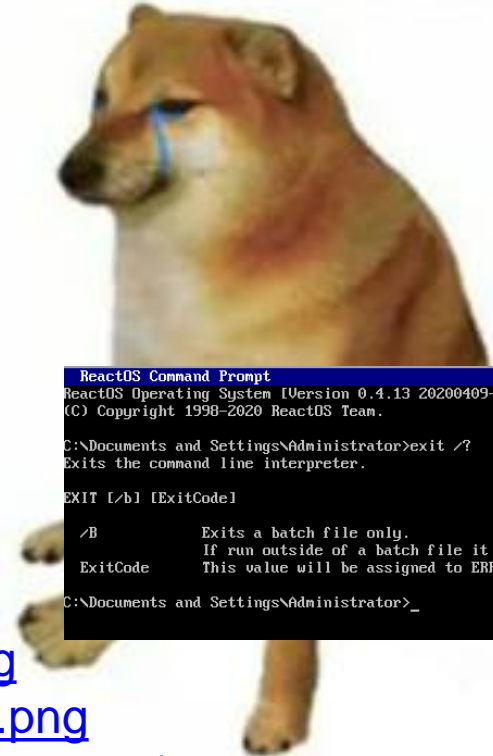 ReactOS Command Prompt
ReactOS Operating System [Version 0.4.13 20200409-
(C) Copyright 1998-2020 ReactOS Team.
C:\Documents and Settings\Administrator>exit /?
Exits the command line interpreter.
EXIT [/b] [ExitCode]
/B Exits a batch file only.
If run outside of a batch file it
ExitCode This value will be assigned to ERR
C:\Documents and Settings\Administrator>_
g
.png